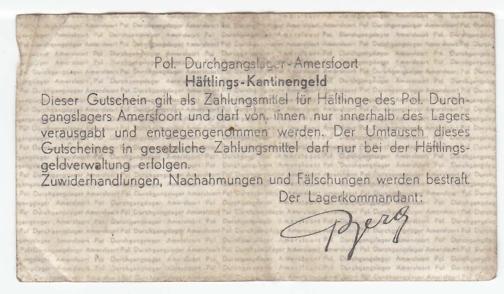 Pol. Durchgangslager-Amersfoort
Häftlings-Kantinengeld
Dieser Gutschein gilt als Zahlungsmittel für Häftlinge des Pol. Durch-
gangslagers Amersfoort und darf von ihnen nur innerhalb des Lagers
verausgabt und entgegengenommen werden. Der Umtausch dieses
Gutscheines in gesetzliche Zahlungsmittel darf nur bei der Häftlings-
geldverwaltung erfolgen.
Zuwiderhandlungen, Nachahmungen und Fälschungen werden bestraft.
Der Lagerkommandant:
Berg